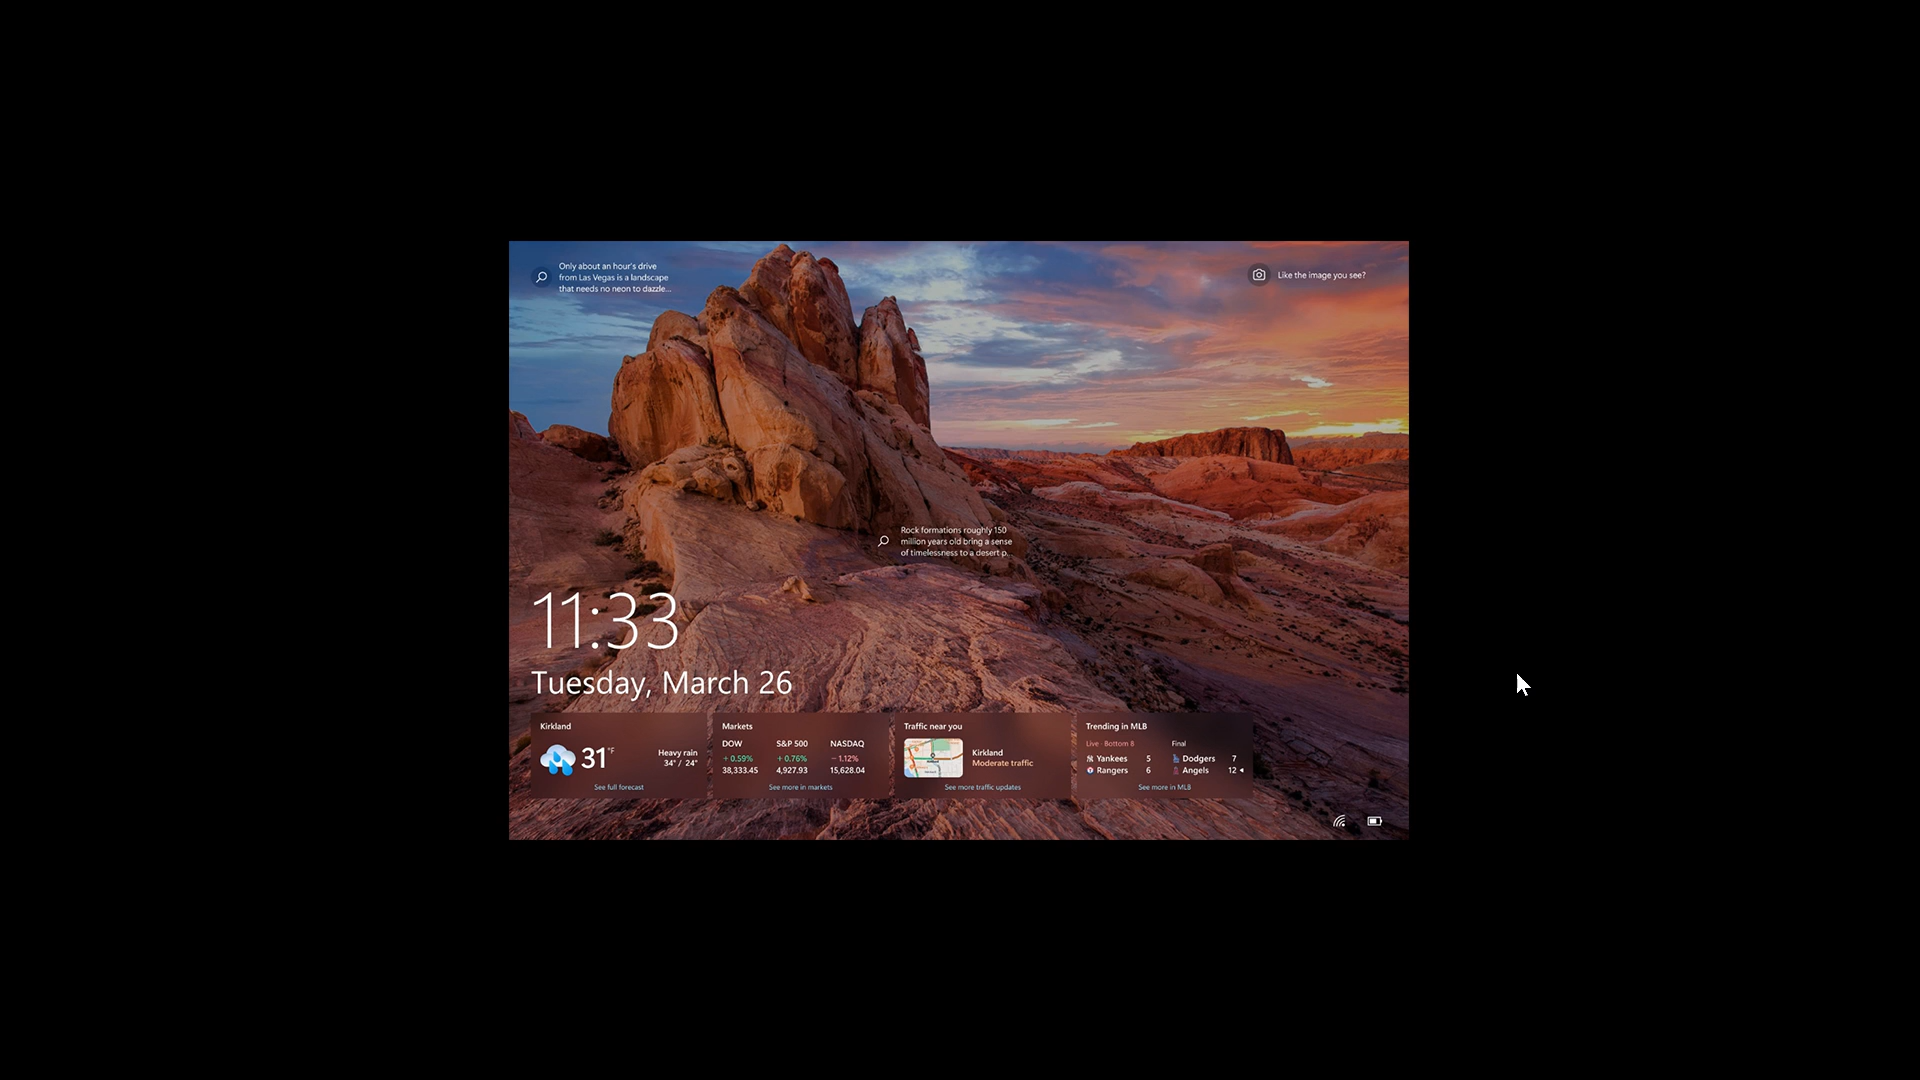 Only about an hour's drive
from Las Vegas is a landscape
that needs no neon to dazzle...
Like the image you see?
Rock formations roughly 150
million years old bring a sense
of timelessness to a desert p...
11:33
Tuesday, March 26
Kirkland
31°F
Heavy rain
34° / 24°
See full forecast
Markets
DOW S&P 500 NASDAQ
+ 0.59% + 0.76% − 1.12%
38,333.45 4,927.93 15,628.04
See more in markets
Traffic near you
Kirkland
Moderate traffic
See more traffic updates
Trending in MLB
Live · Bottom 8 Final
Yankees 5 Dodgers 7
Rangers 6 Angels 12
See more in MLB